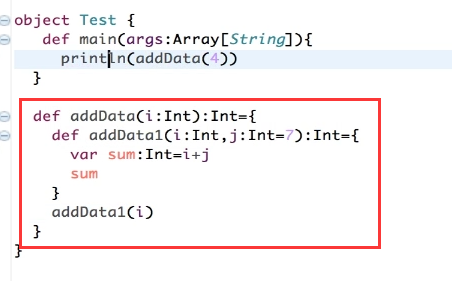 object Test {
def main(args:Array[String]){
println(addData(4))
}
def addData(i:Int):Int={
def addData1(i:Int,j:Int=7):Int={
var sum:Int=i+j
sum
}
addData1(i)
}
}